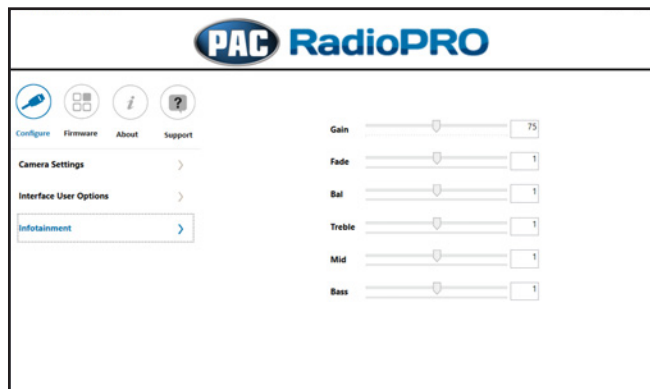 PAC RadioPRO
i
?
Configure Firmware About Support
Camera Settings
Interface User Options
Infotainment
Gain 75
Fade 1
Bal 1
Treble 1
Mid 1
Bass 1